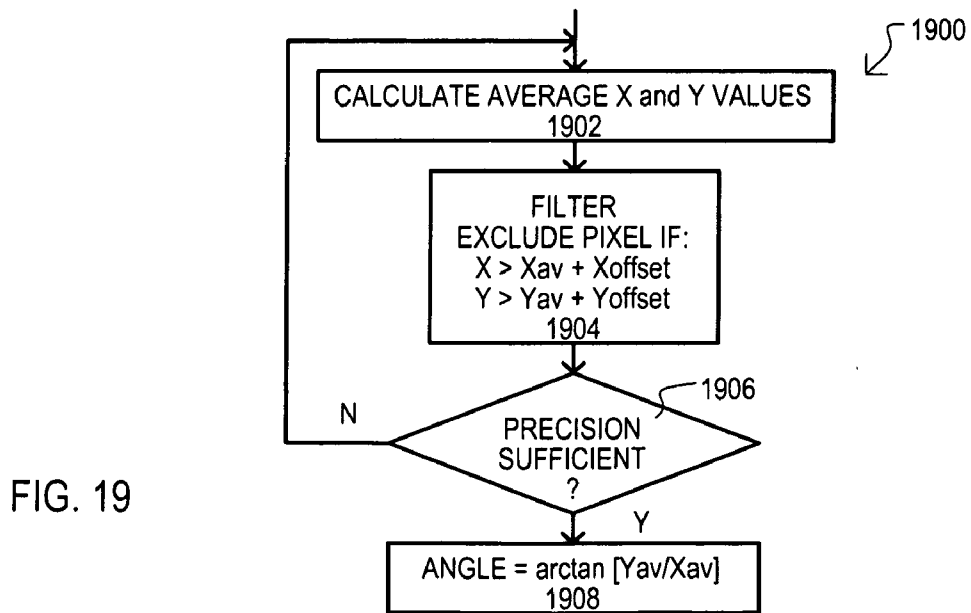 1900
CALCULATE AVERAGE X and Y VALUES
1902
FILTER
EXCLUDE PIXEL IF:
X > Xav + Xoffset
Y > Yav + Yoffset
1904
1906
N
PRECISION
SUFFICIENT
?
FIG. 19
Y
ANGLE = arctan [Yav/Xav]
1908